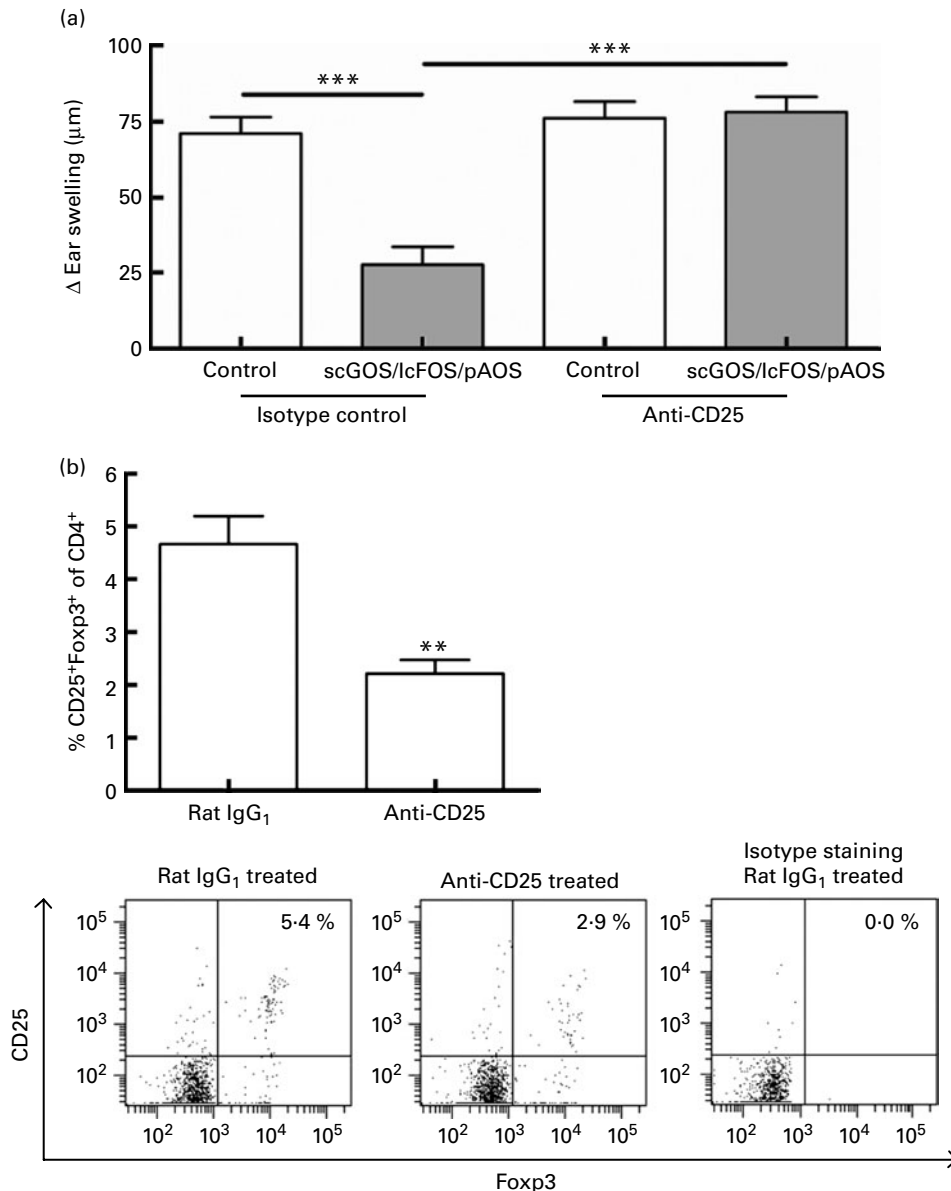 (a)
100
75
50
25
0
Δ Ear swelling (μm)
***
***
Control
scGOS/lcFOS/pAOS
Control
scGOS/lcFOS/pAOS
Isotype control
Anti-CD25
(b)
6
5
4
3
2
1
0
% CD25⁺Foxp3⁺ of CD4⁺
**
Rat IgG₁
Anti-CD25
Rat IgG₁ treated
Anti-CD25 treated
Isotype staining
Rat IgG₁ treated
5·4 %
2·9 %
0·0 %
10⁵
10⁴
10³
10²
10⁵
10⁴
10³
10²
10⁵
10⁴
10³
10²
CD25
10² 10³ 10⁴ 10⁵
10² 10³ 10⁴ 10⁵
10² 10³ 10⁴ 10⁵
Foxp3